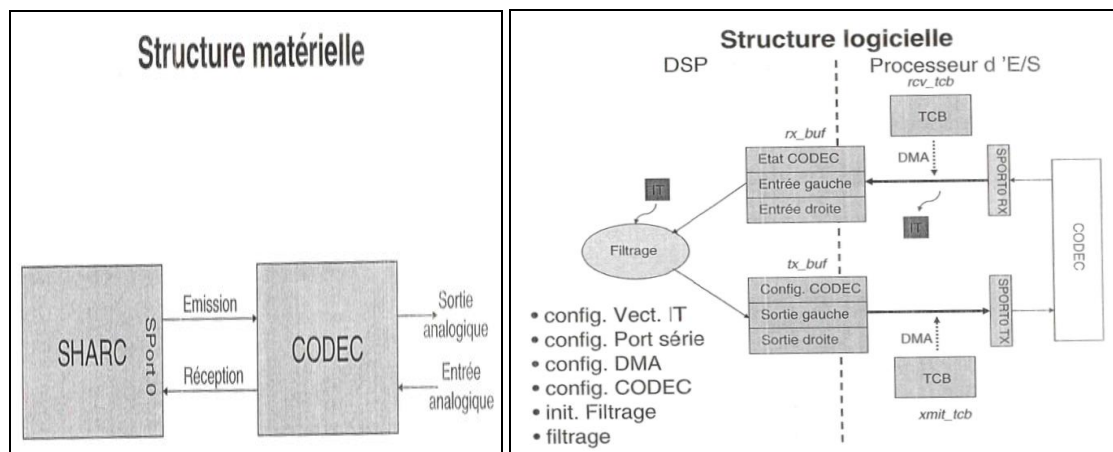 Structure matérielle
SHARC
SPort 0
Emission
Réception
CODEC
Sortie
analogique
Entrée
analogique
Structure logicielle
DSP
Processeur d 'E/S
rcv_tcb
TCB
rx_buf
Etat CODEC
Entrée gauche
Entrée droite
DMA
IT
SPORT0 RX
IT
Filtrage
CODEC
tx_buf
Config. CODEC
Sortie gauche
Sortie droite
DMA
SPORT0 TX
TCB
xmit_tcb
• config. Vect. IT
• config. Port série
• config. DMA
• config. CODEC
• init. Filtrage
• filtrage